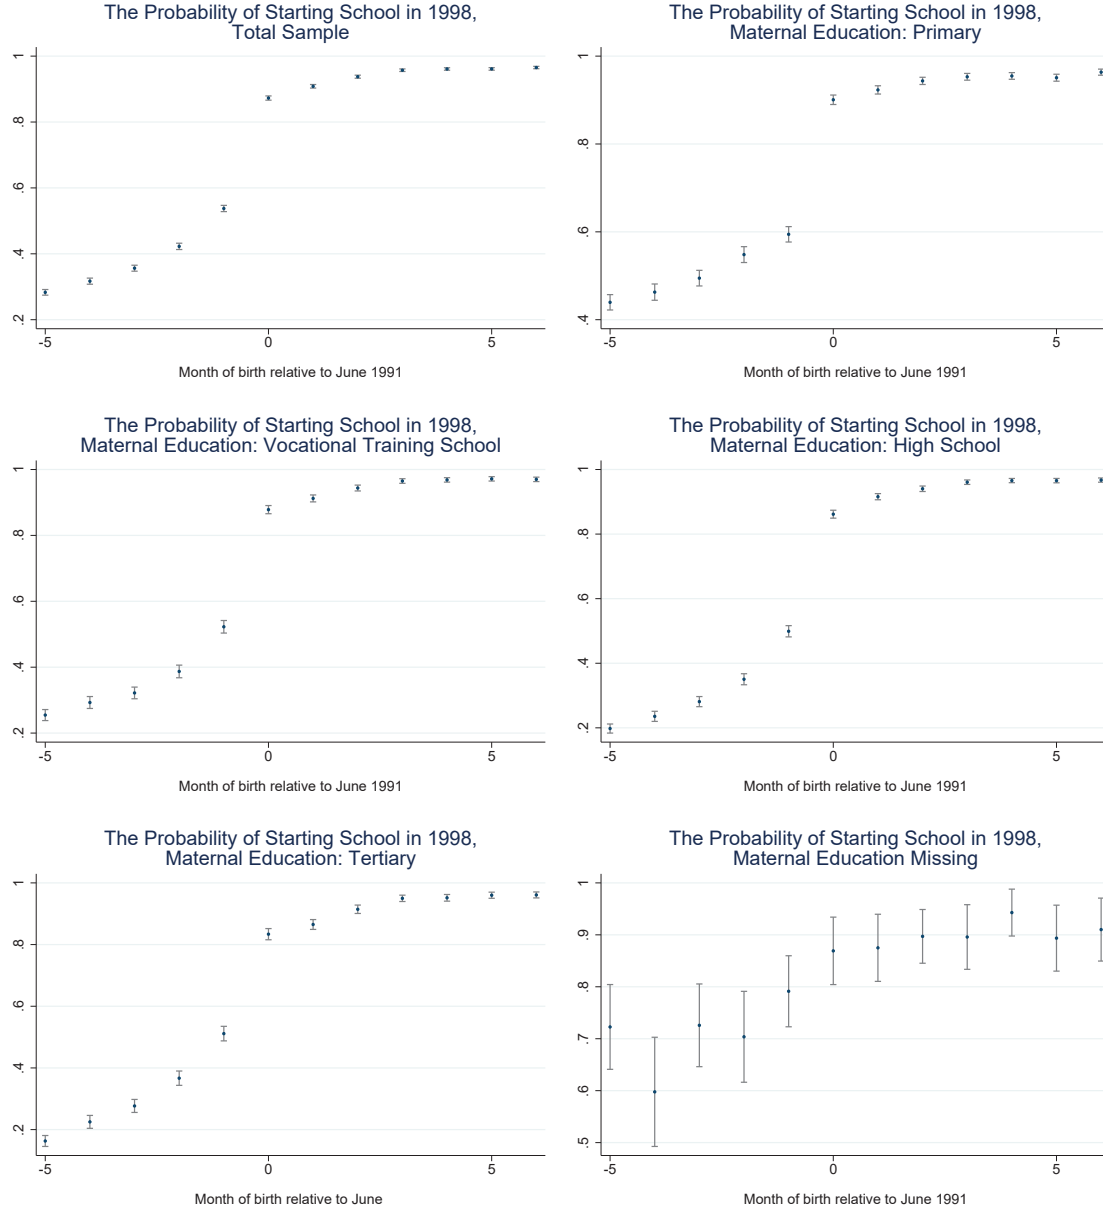 The Probability of Starting School in 1998,
Total Sample
1
.8
.6
.4
.2
-5
0
5
Month of birth relative to June 1991
The Probability of Starting School in 1998,
Maternal Education: Primary
1
.8
.6
.4
-5
0
5
Month of birth relative to June 1991
The Probability of Starting School in 1998,
Maternal Education: Vocational Training School
1
.8
.6
.4
.2
-5
0
5
Month of birth relative to June 1991
The Probability of Starting School in 1998,
Maternal Education: High School
1
.8
.6
.4
.2
-5
0
5
Month of birth relative to June 1991
The Probability of Starting School in 1998,
Maternal Education: Tertiary
1
.8
.6
.4
.2
-5
0
5
Month of birth relative to June
The Probability of Starting School in 1998,
Maternal Education Missing
1
.9
.8
.7
.6
.5
-5
0
5
Month of birth relative to June 1991